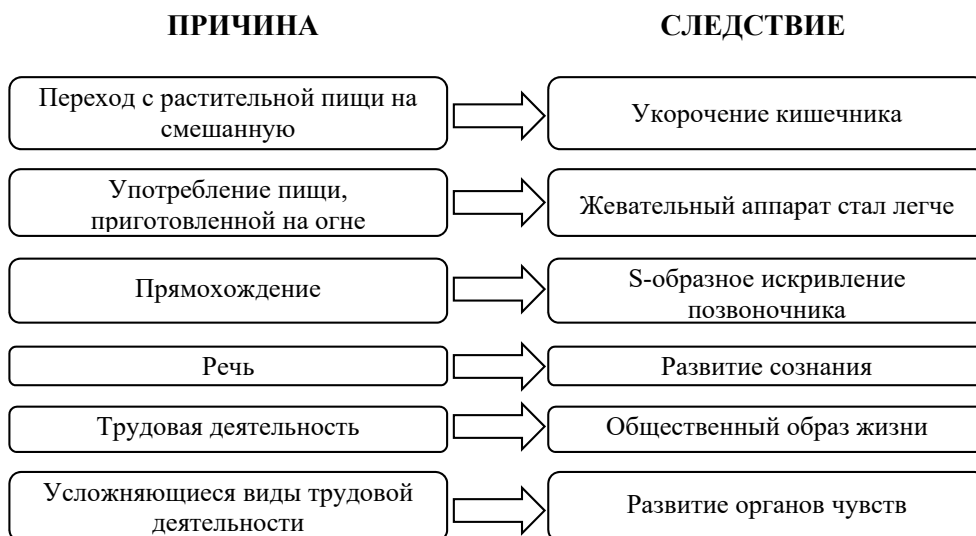 ПРИЧИНА СЛЕДСТВИЕ
Переход с растительной пищи на
смешанную
Укорочение кишечника
Употребление пищи,
приготовленной на огне
Жевательный аппарат стал легче
Прямохождение
S-образное искривление
позвоночника
Речь
Развитие сознания
Трудовая деятельность
Общественный образ жизни
Усложняющиеся виды трудовой
деятельности
Развитие органов чувств